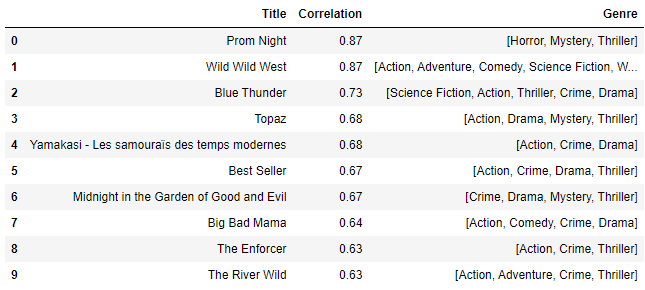 Title Correlation Genre
0 Prom Night 0.87 [Horror, Mystery, Thriller]
1 Wild Wild West 0.87 [Action, Adventure, Comedy, Science Fiction, W...
2 Blue Thunder 0.73 [Science Fiction, Action, Thriller, Crime, Drama]
3 Topaz 0.68 [Action, Drama, Mystery, Thriller]
4 Yamakasi - Les samouraïs des temps modernes 0.68 [Action, Crime, Drama]
5 Best Seller 0.67 [Action, Crime, Drama, Thriller]
6 Midnight in the Garden of Good and Evil 0.67 [Crime, Drama, Mystery, Thriller]
7 Big Bad Mama 0.64 [Action, Comedy, Crime, Drama]
8 The Enforcer 0.63 [Action, Crime, Thriller]
9 The River Wild 0.63 [Action, Adventure, Crime, Thriller]